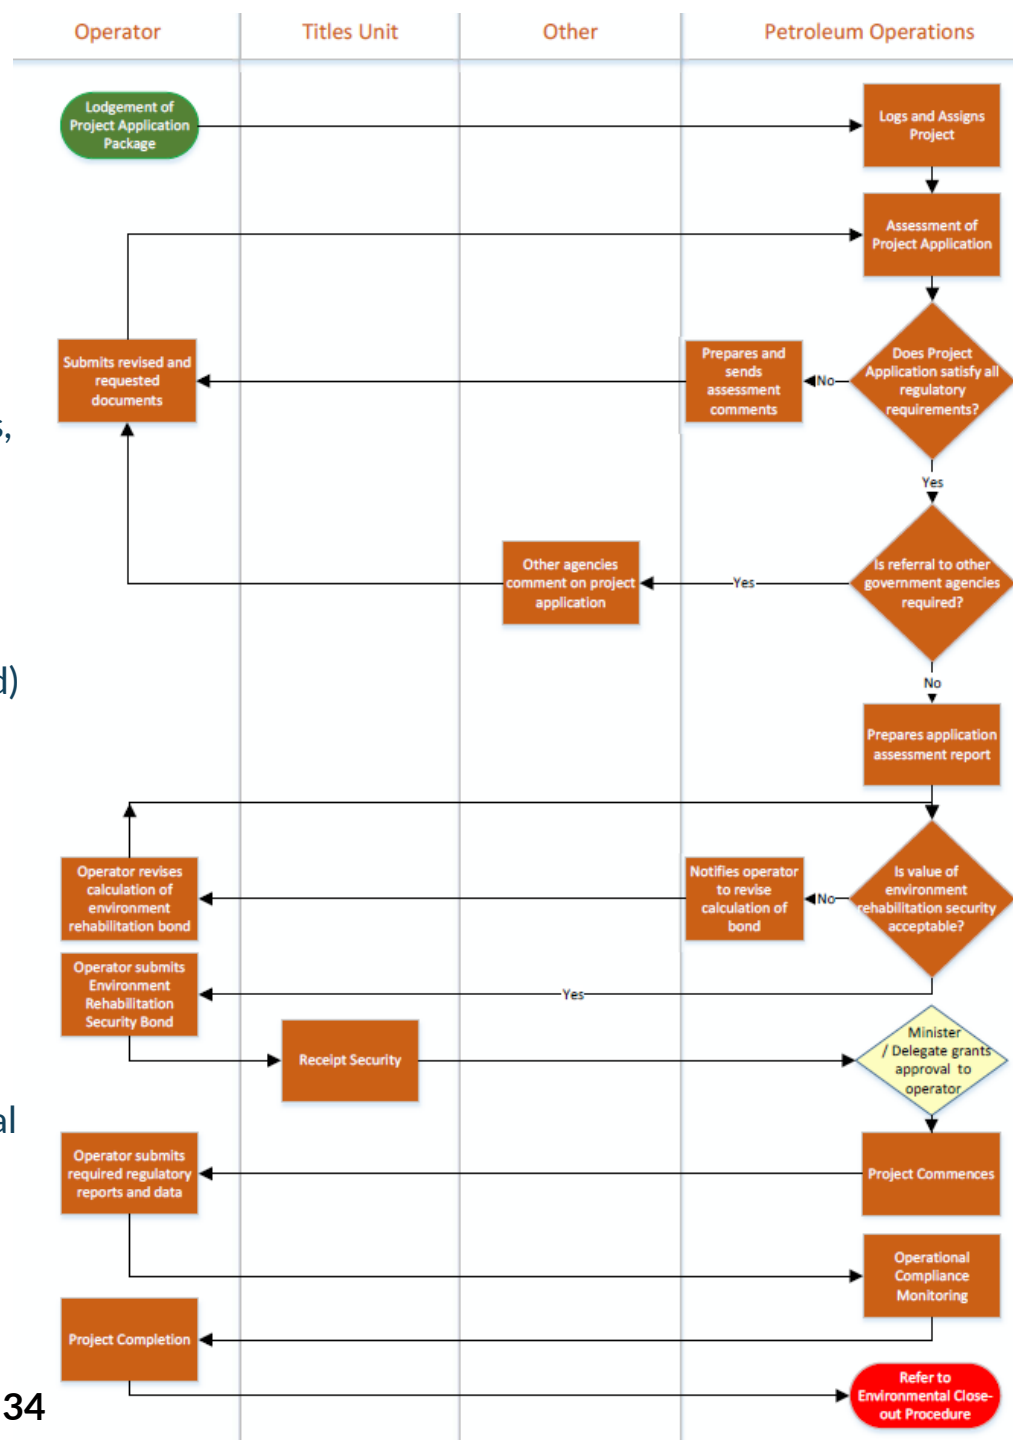 Operator
Titles Unit
Other
Petroleum Operations
Lodgement of
Project Application
Package
Logs and Assigns
Project
Assessment of
Project Application
Does Project
Application satisfy all
regulatory
requirements?
No
Prepares and
sends
assessment
comments
Submits revised and
requested
documents
s,
Yes
Is referral to other
government agencies
required?
Yes
Other agencies
comment on project
application
No
d)
Prepares application
assessment report
Is value of
environment
rehabilitation security
acceptable?
No
Notifies operator
to revise
calculation of
bond
Operator revises
calculation of
environment
rehabilitation bond
Operator submits
Environment
Rehabilitation
Security Bond
Yes
Receipt Security
Minister
/ Delegate grants
approval to
operator
al
Project Commences
Operator submits
required regulatory
reports and data
Operational
Compliance
Monitoring
Project Completion
Refer to
Environmental Close-
out Procedure
34